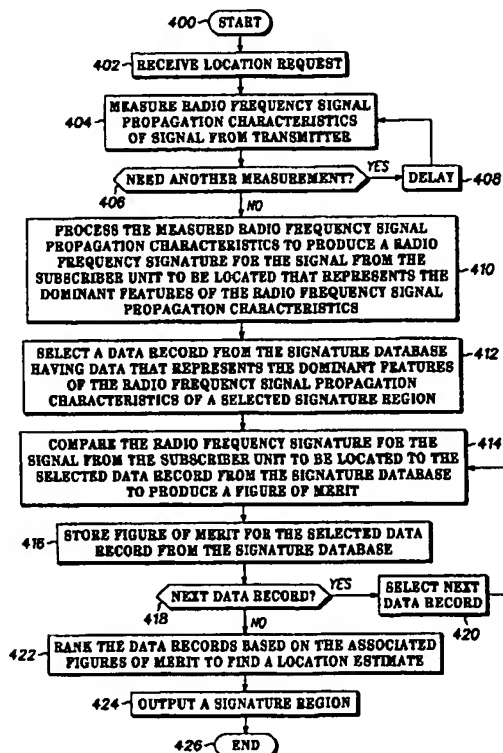 400 START
402 RECEIVE LOCATION REQUEST
MEASURE RADIO FREQUENCY SIGNAL
404 PROPAGATION CHARACTERISTICS
OF SIGNAL FROM TRANSMITTER
NEED ANOTHER MEASUREMENT? YES DELAY 408
406
NO
PROCESS THE MEASURED RADIO FREQUENCY SIGNAL
PROPAGATION CHARACTERISTICS TO PRODUCE A RADIO
FREQUENCY SIGNATURE FOR THE SIGNAL FROM THE
SUBSCRIBER UNIT TO BE LOCATED THAT REPRESENTS THE 410
DOMINANT FEATURES OF THE RADIO FREQUENCY SIGNAL
PROPAGATION CHARACTERISTICS
SELECT A DATA RECORD FROM THE SIGNATURE DATABASE 412
HAVING DATA THAT REPRESENTS THE DOMINANT FEATURES
OF THE RADIO FREQUENCY SIGNAL PROPAGATION
CHARACTERISTICS OF A SELECTED SIGNATURE REGION
COMPARE THE RADIO FREQUENCY SIGNATURE FOR THE 414
SIGNAL FROM THE SUBSCRIBER UNIT TO BE LOCATED TO THE
SELECTED DATA RECORD FROM THE SIGNATURE DATABASE
TO PRODUCE A FIGURE OF MERIT
416 STORE FIGURE OF MERIT FOR THE SELECTED DATA
RECORD FROM THE SIGNATURE DATABASE
NEXT DATA RECORD? YES SELECT NEXT
DATA RECORD
418
420
NO
422 RANK THE DATA RECORDS BASED ON THE ASSOCIATED
FIGURES OF MERIT TO FIND A LOCATION ESTIMATE
424 OUTPUT A SIGNATURE REGION
426 END